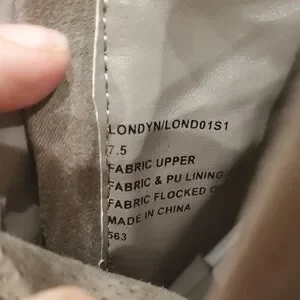 LONDYN/LOND01S1
7.5
FABRIC UPPER
FABRIC & PU LINING
FABRIC FLOCKED
MADE IN CHINA
563